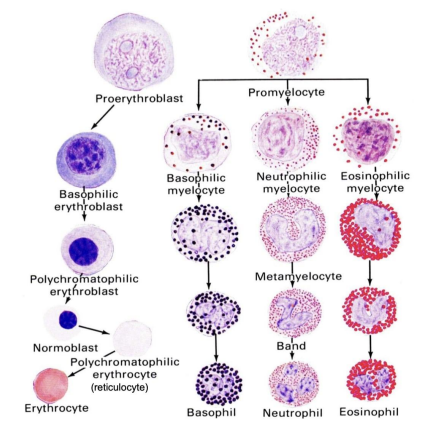 Proerythroblast
Promyelocyte
Basophilic
myelocyte
Neutrophilic
myelocyte
Eosinophilic
myelocyte
Basophilic
erythroblast
Polychromatophilic
erythroblast
Metamyelocyte
Normoblast
Band
Polychromatophilic
erythrocyte
(reticulocyte)
Erythrocyte
Basophil
Neutrophil
Eosinophil